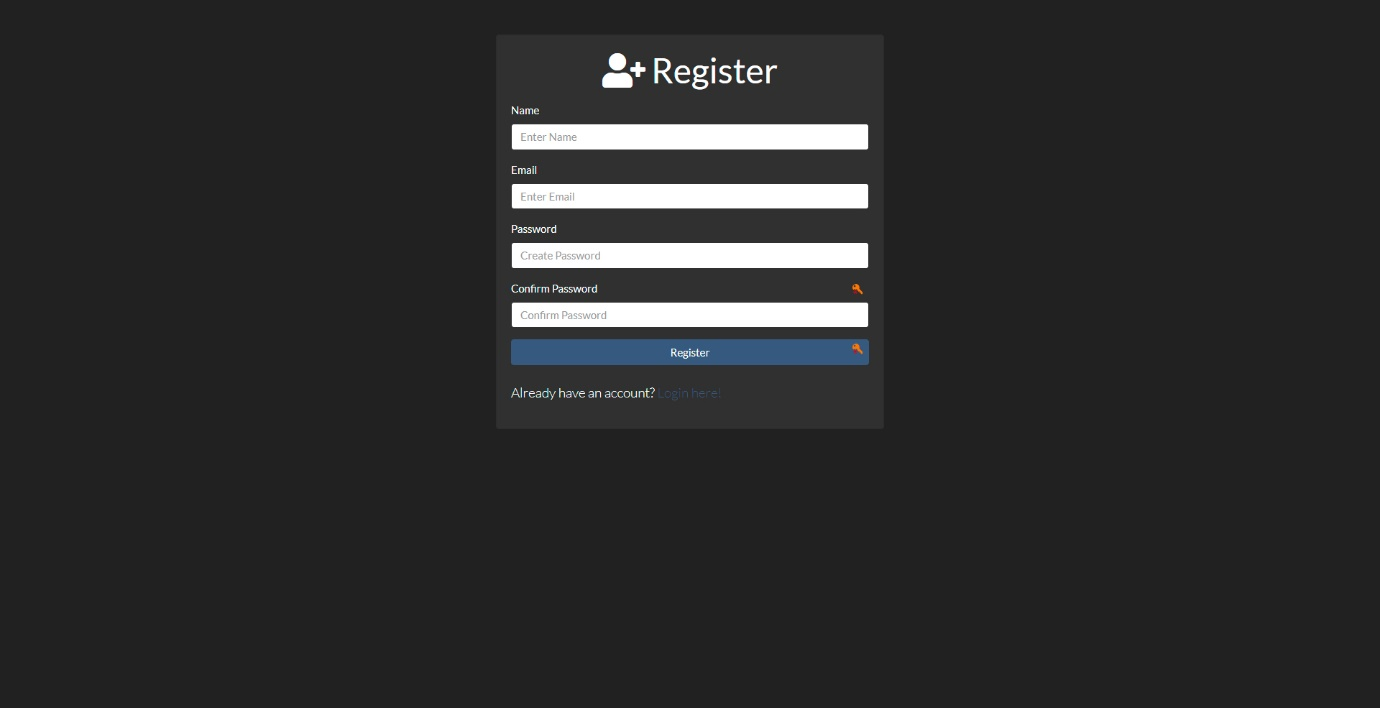 Register
Name
Enter Name
Email
Enter Email
Password
Create Password
Confirm Password
Confirm Password
Register
Already have an account? Login here!